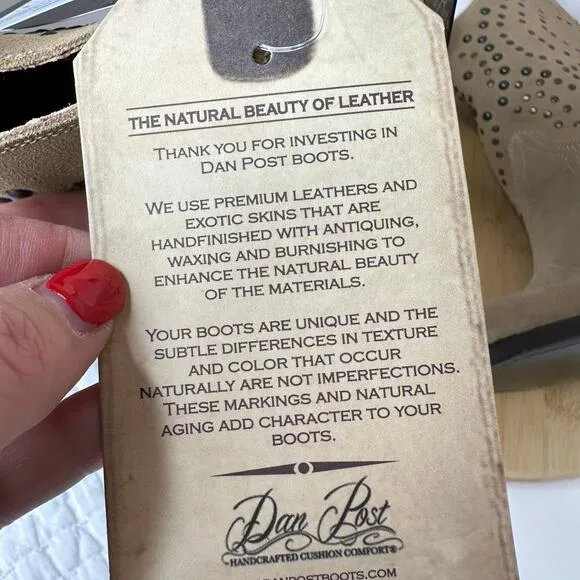 THE NATURAL BEAUTY OF LEATHER
THANK YOU FOR INVESTING IN
DAN POST BOOTS.
WE USE PREMIUM LEATHERS AND
EXOTIC SKINS THAT ARE
HANDFINISHED WITH ANTIQUING,
WAXING AND BURNISHING TO
ENHANCE THE NATURAL BEAUTY
OF THE MATERIALS.
YOUR BOOTS ARE UNIQUE AND THE
SUBTLE DIFFERENCES IN TEXTURE
AND COLOR THAT OCCUR
NATURALLY ARE NOT IMPERFECTIONS.
THESE MARKINGS AND NATURAL
AGING ADD CHARACTER TO YOUR
BOOTS.
Dan Post
HANDCRAFTED CUSHION COMFORT®
DANPOSTBOOTS.COM